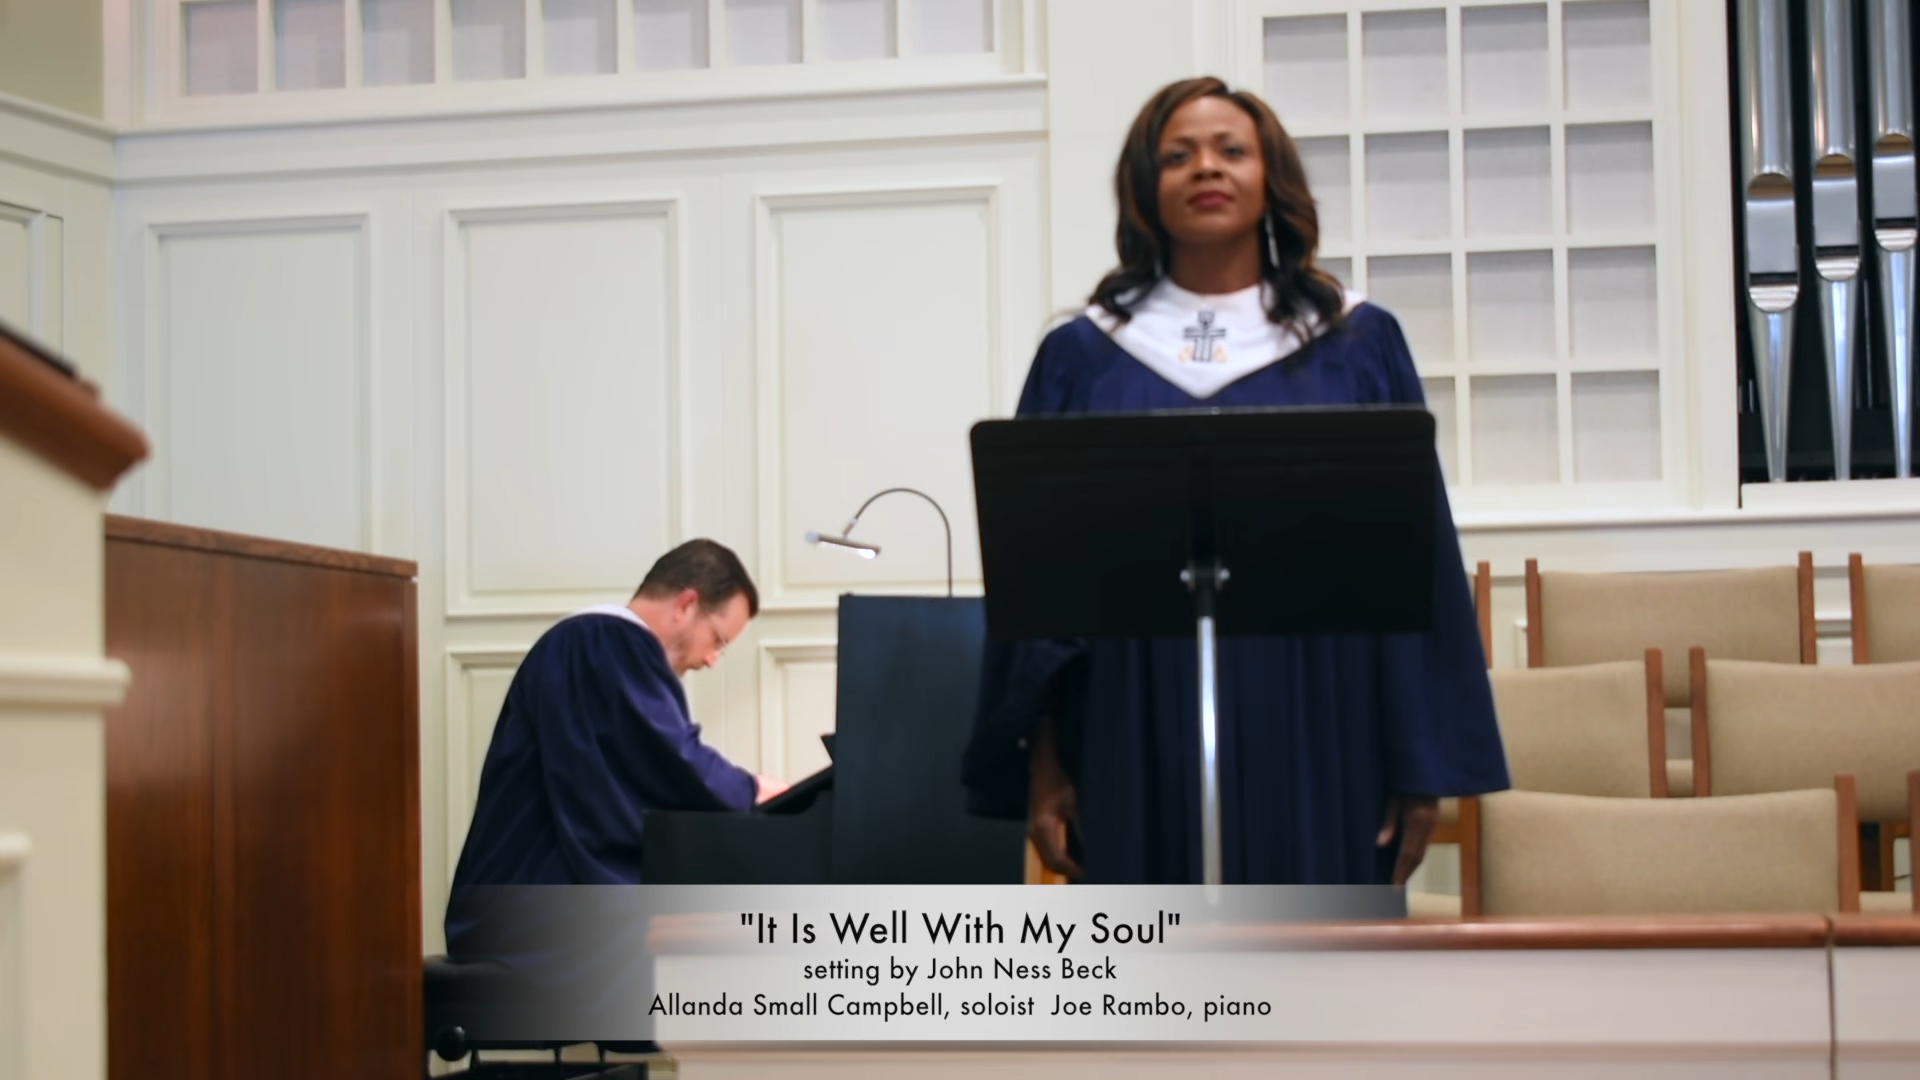 "It Is Well With My Soul"
setting by John Ness Beck
Allanda Small Campbell, soloist  Joe Rambo, piano